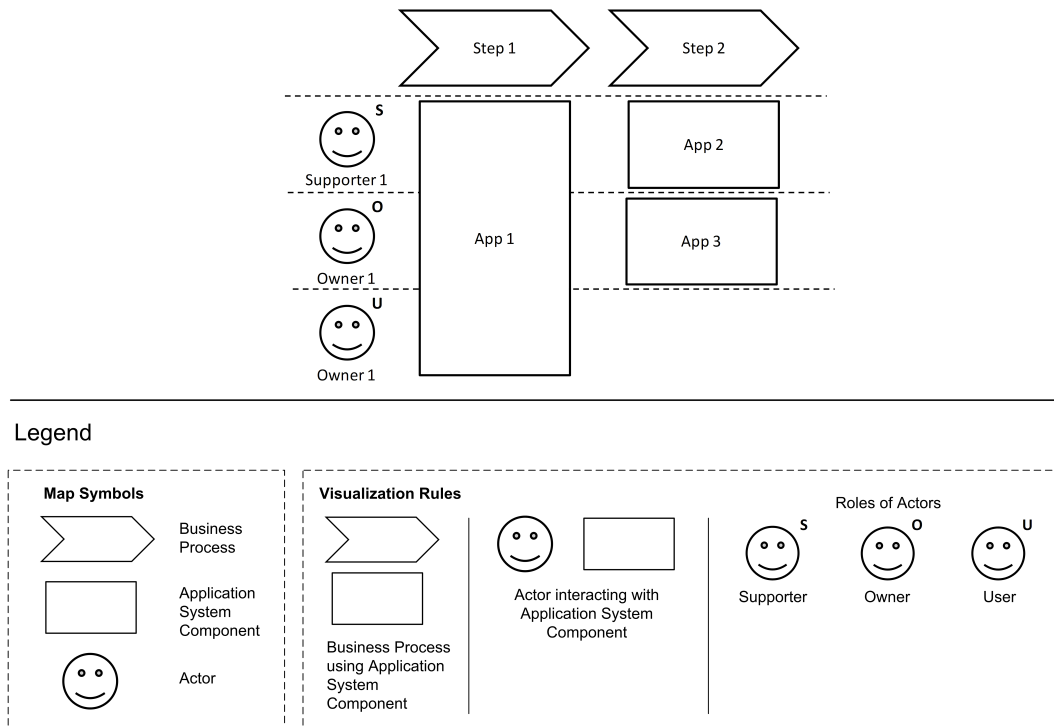 Step 1
Step 2
S
App 1
App 2
Supporter 1
O
App 3
Owner 1
U
Owner 1
Legend
Map Symbols
Business
Process
Application
System
Component
Actor
Visualization Rules
Business Process
using Application
System
Component
Actor interacting with
Application System
Component
Roles of Actors
S
O
U
Supporter
Owner
User